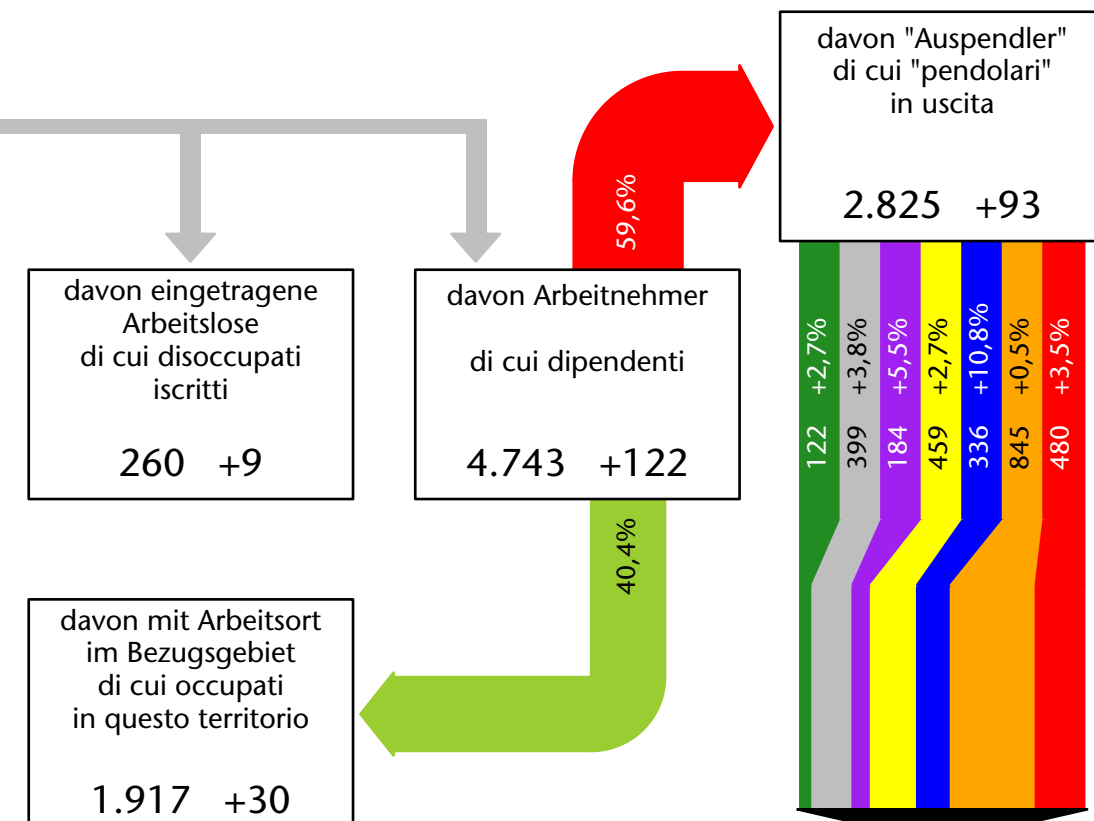 davon "Auspendler"
di cui "pendolari"
in uscita
2.825 +93
59,6%
davon eingetragene
Arbeitslose
di cui disoccupati
iscritti
260 +9
davon Arbeitnehmer
di cui dipendenti
4.743 +122
122 +2,7%
399 +3,8%
184 +5,5%
459 +2,7%
336 +10,8%
845 +0,5%
480 +3,5%
40,4%
davon mit Arbeitsort
im Bezugsgebiet
di cui occupati
in questo territorio
1.917 +30